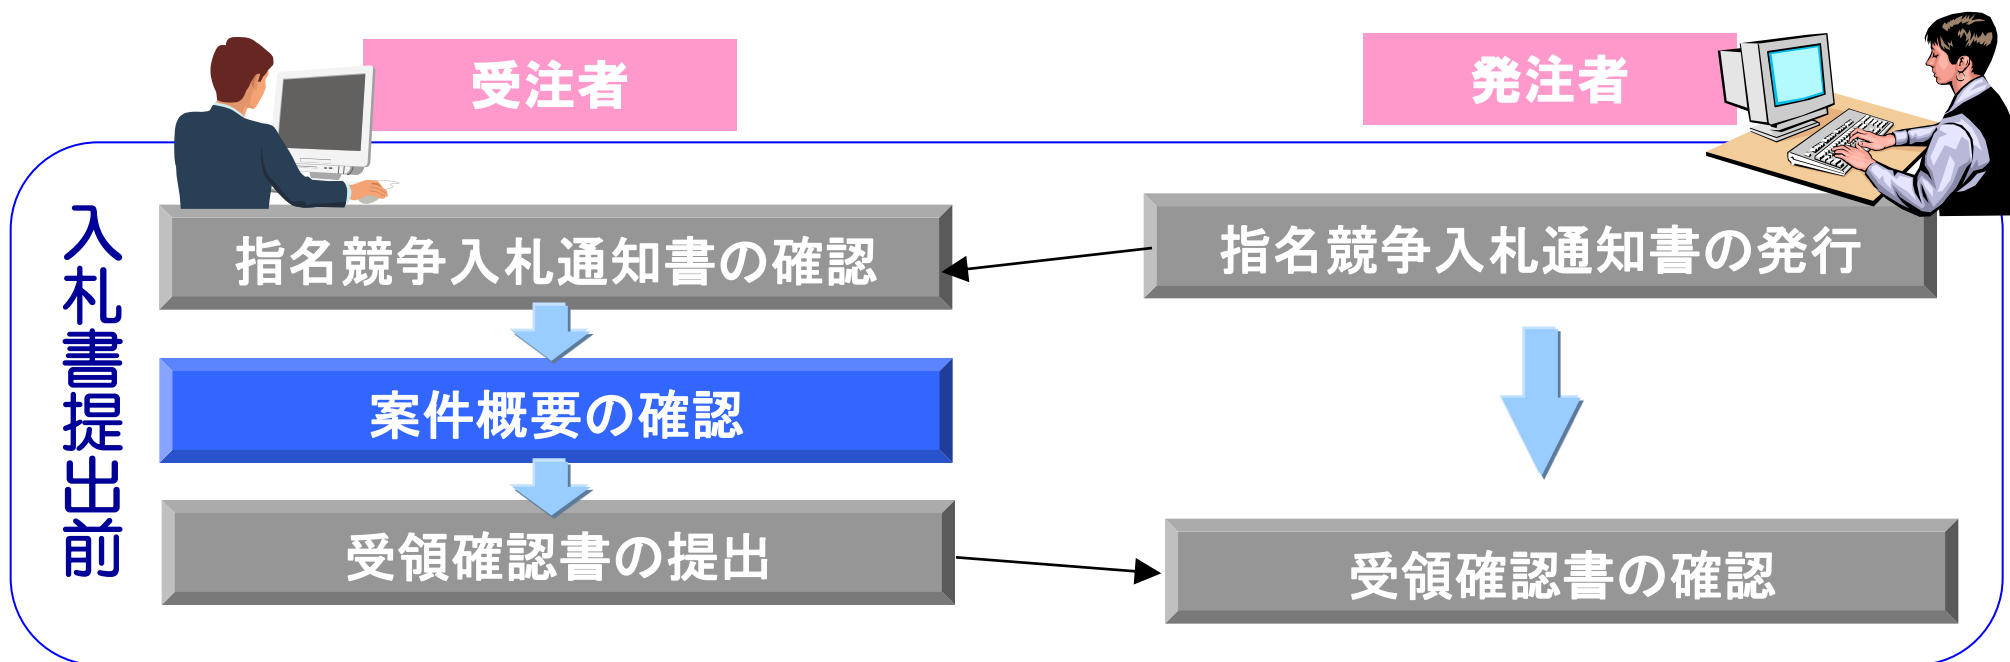 受注者
発注者
入札書提出前
指名競争入札通知書の確認
指名競争入札通知書の発行
案件概要の確認
受領確認書の提出
受領確認書の確認